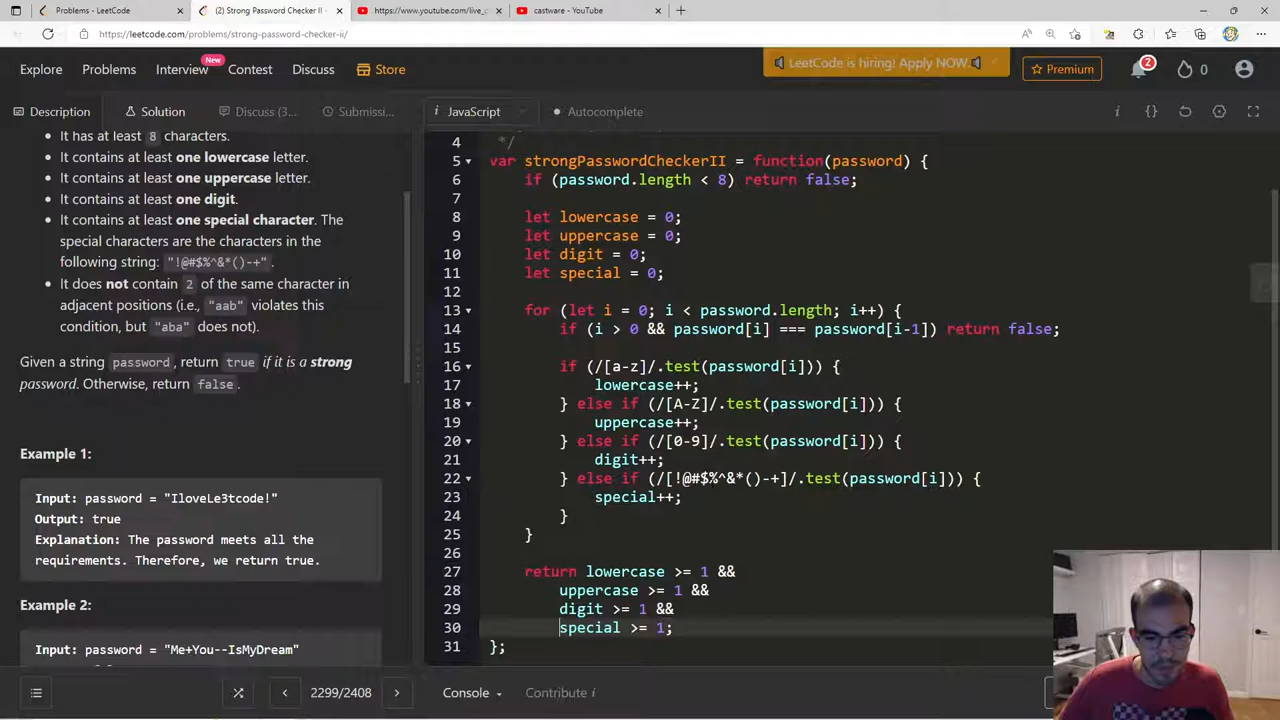 Problems - LeetCode
(2) Strong Password Checker II -
https://www.youtube.com/live_c
castware - YouTube
https://leetcode.com/problems/strong-password-checker-ii/
New
Explore Problems Interview Contest Discuss Store
LeetCode is hiring! Apply NOW.
Premium
2
0
Description Solution Discuss (3... Submissi...
i JavaScript Autocomplete
It has at least 8 characters.
It contains at least one lowercase letter.
It contains at least one uppercase letter.
It contains at least one digit.
It contains at least one special character. The
special characters are the characters in the
following string: "!@#$%^&*()-+".
It does not contain 2 of the same character in
adjacent positions (i.e., "aab" violates this
condition, but "aba" does not).
Given a string password, return true if it is a strong
password. Otherwise, return false.
Example 1:
Input: password = "IloveLe3tcode!"
Output: true
Explanation: The password meets all the
requirements. Therefore, we return true.
Example 2:
Input: password = "Me+You--IsMyDream"
4 */
5 var strongPasswordCheckerII = function(password) {
6 if (password.length < 8) return false;
7
8 let lowercase = 0;
9 let uppercase = 0;
10 let digit = 0;
11 let special = 0;
12
13 for (let i = 0; i < password.length; i++) {
14 if (i > 0 && password[i] === password[i-1]) return false;
15
16 if (/[a-z]/.test(password[i])) {
17 lowercase++;
18 } else if (/[A-Z]/.test(password[i])) {
19 uppercase++;
20 } else if (/[0-9]/.test(password[i])) {
21 digit++;
22 } else if (/[!@#$%^&*()-+]/.test(password[i])) {
23 special++;
24 }
25 }
26
27 return lowercase >= 1 &&
28 uppercase >= 1 &&
29 digit >= 1 &&
30 special >= 1;
31 };
2299/2408
Console Contribute i